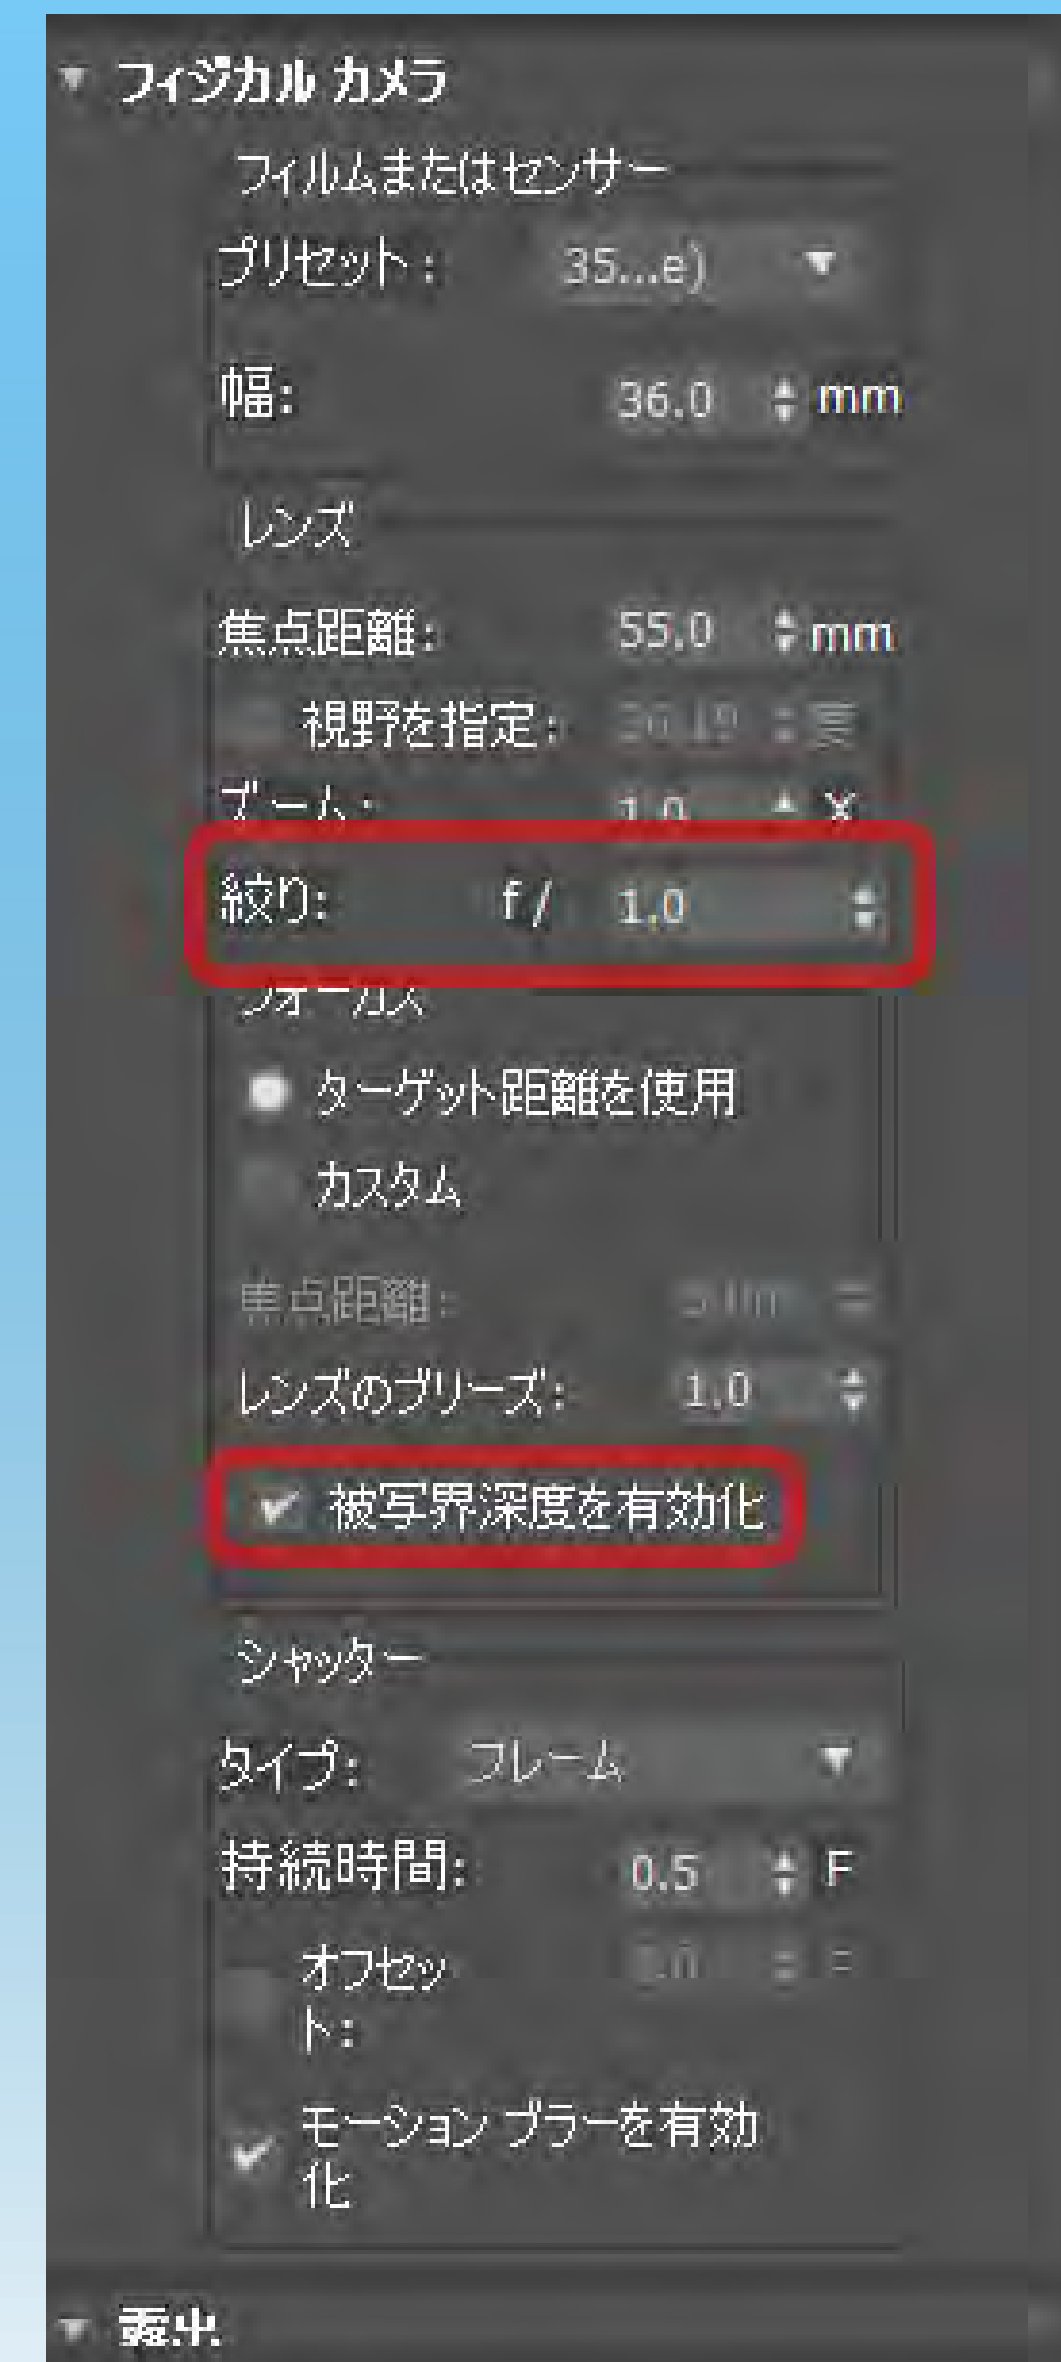 フィジカル カメラ
フィルムまたはセンサー
プリセット: 35...e)
幅: 36.0 mm
レンズ
焦点距離: 55.0 mm
視野を指定:
ズーム: 1.0 X
絞り: f / 1.0
フォーカス
ターゲット距離を使用
カスタム
焦点距離:
レンズのブリーズ: 1.0
被写界深度を有効化
シャッター
タイプ: フレーム
持続時間: 0.5 F
オフセッ
ト:
モーション ブラーを有効
化
露出